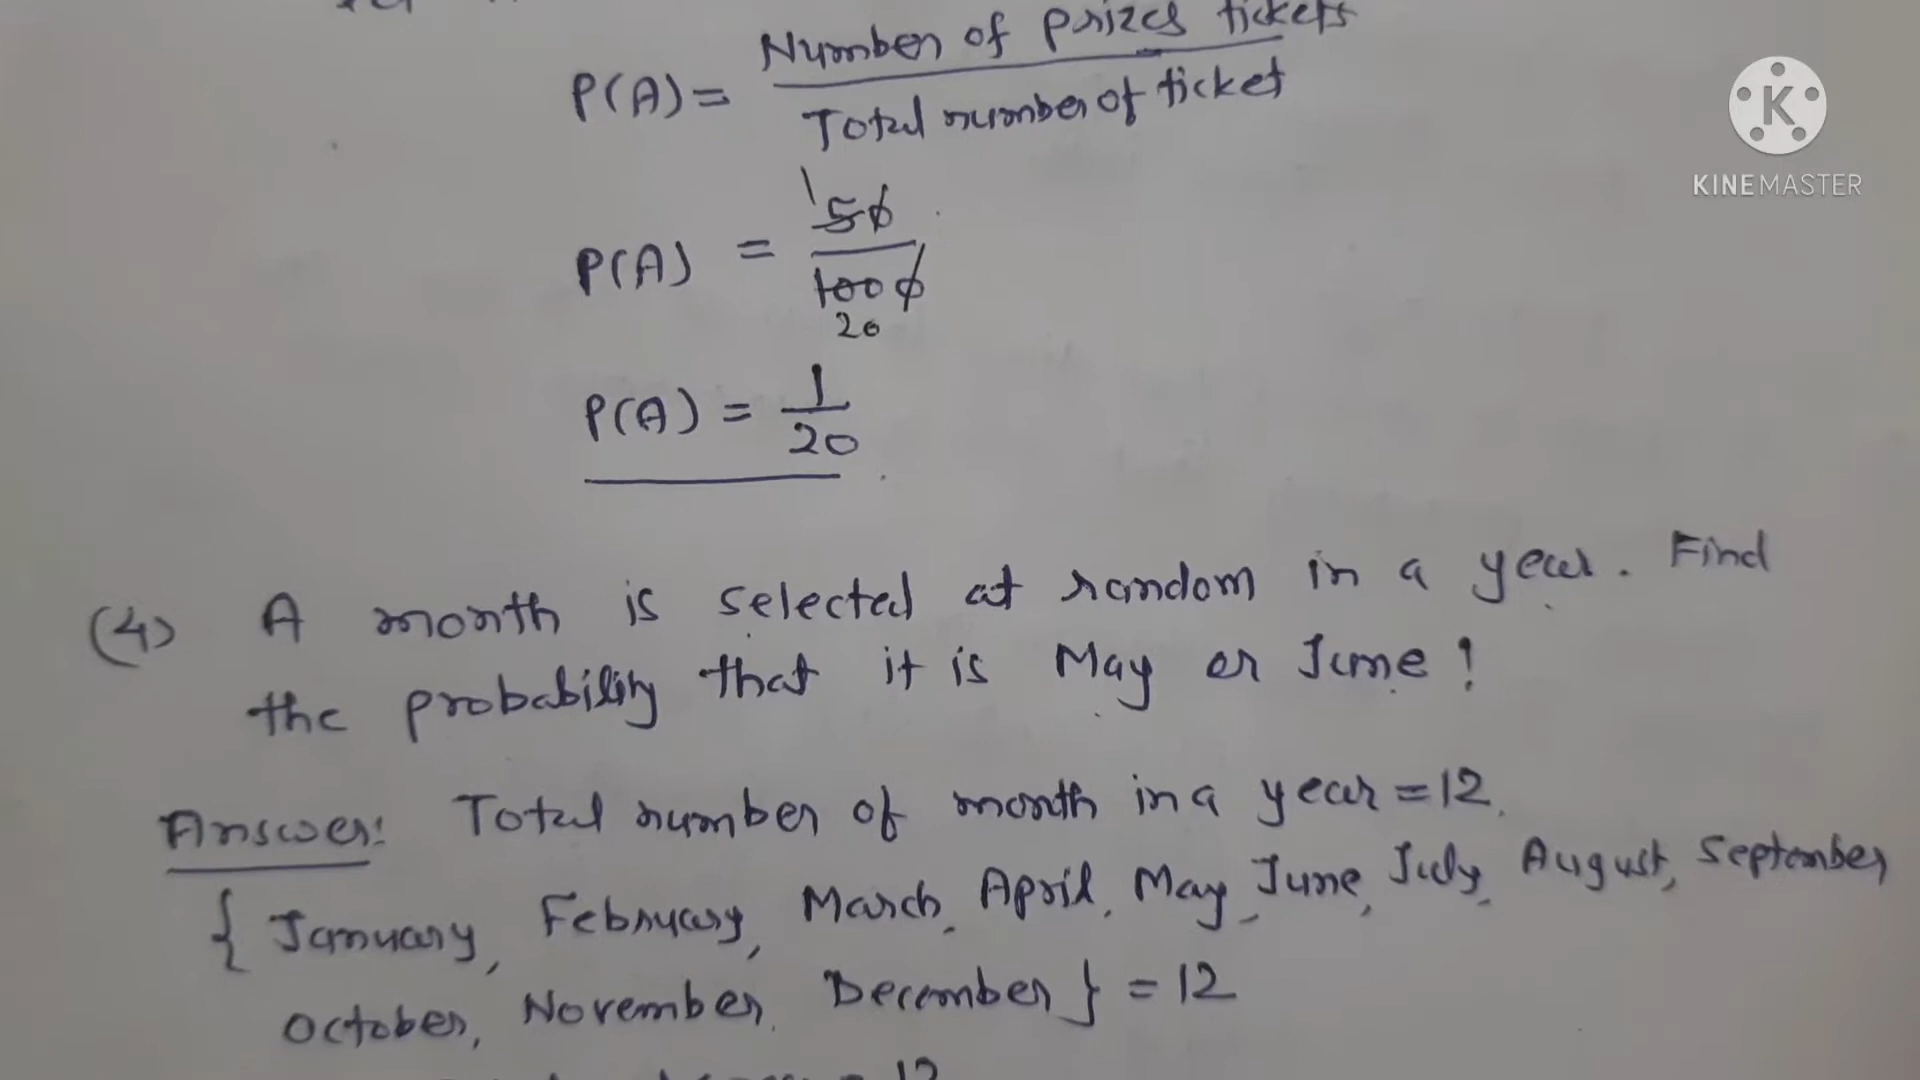 Number of prizes tickets
P(A) =
Total number of ticket
K
KINEMASTER
1
50
P(A) =
1000
20
P(A) = 1
20
(4) A month is selected at random in a year. Find
the probability that it is May or June!
Answer: Total number of month in a year = 12.
{ January, February, March, April, May, June, July, August, September
October, November, December } = 12